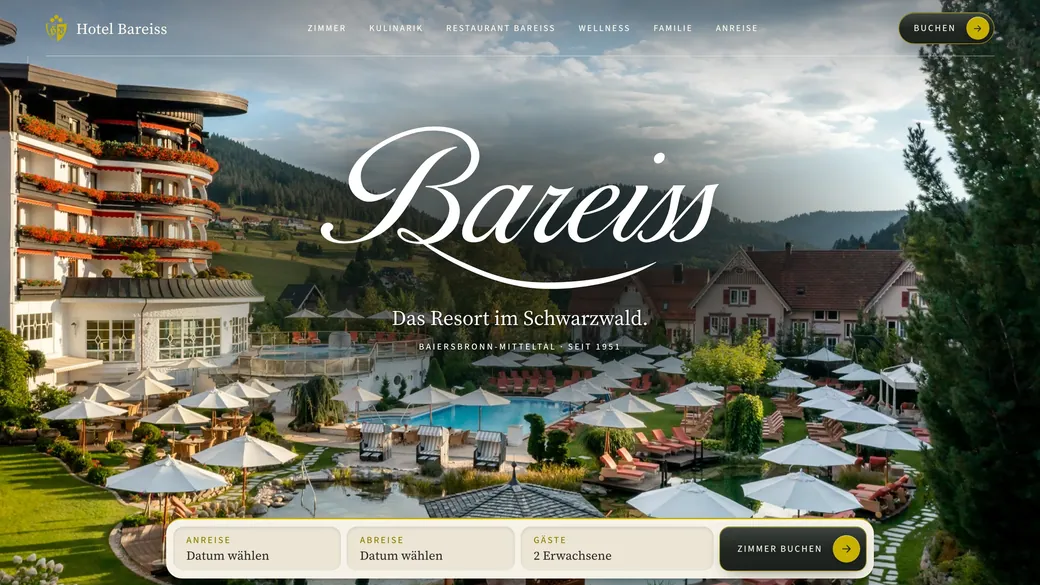 Hotel Bareiss
ZIMMER KULINARIK RESTAURANT BAREISS WELLNESS FAMILIE ANREISE
BUCHEN →
Bareiss
Das Resort im Schwarzwald.
BAIERSBRONN-MITTELTAL · SEIT 1951
ANREISE
Datum wählen
ABREISE
Datum wählen
GÄSTE
2 Erwachsene
ZIMMER BUCHEN →